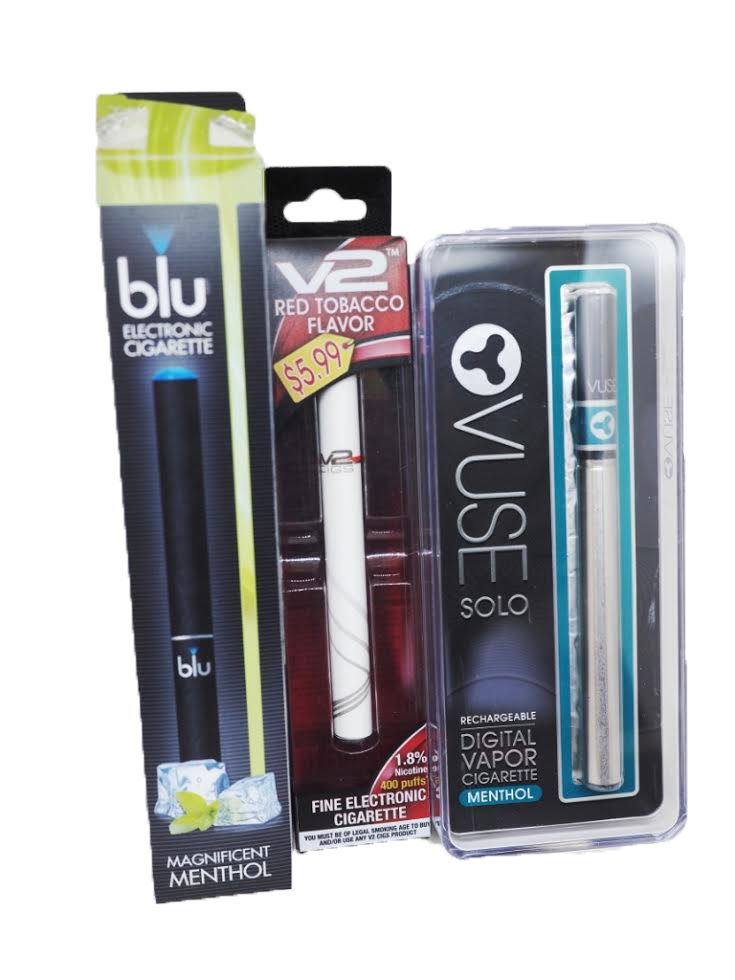 blu
ELECTRONIC
CIGARETTE
blu
MAGNIFICENT
MENTHOL
V2™
RED TOBACCO
FLAVOR
$5.99
V2
CIGS
1.8%
Nicotine
400 puffs
FINE ELECTRONIC
CIGARETTE
YOU MUST BE OF LEGAL SMOKING AGE TO BUY
AND/OR USE ANY V2 CIGS PRODUCT
VUSE
SOLO
RECHARGEABLE
DIGITAL
VAPOR
CIGARETTE
MENTHOL
VUSE
VUSE